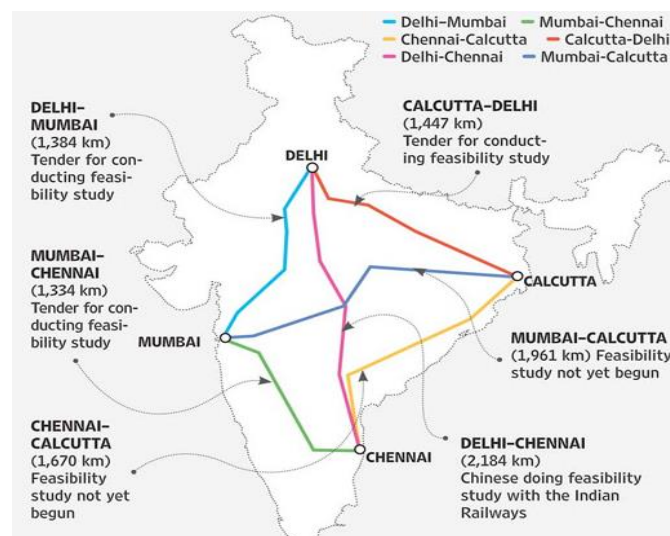 Delhi–Mumbai
Mumbai-Chennai
Chennai-Calcutta
Calcutta-Delhi
Delhi-Chennai
Mumbai-Calcutta
DELHI–
MUMBAI
(1,384 km)
Tender for con-
ducting feasi-
bility study
CALCUTTA–DELHI
(1,447 km)
Tender for conduct-
ing feasibility study
DELHI
MUMBAI-
CHENNAI
(1,334 km)
Tender for con-
ducting feasi-
bility study
CALCUTTA
MUMBAI
MUMBAI-CALCUTTA
(1,961 km) Feasibility
study not yet begun
CHENNAI-
CALCUTTA
(1,670 km)
Feasibility
study not yet
begun
CHENNAI
DELHI–CHENNAI
(2,184 km)
Chinese doing feasibility
study with the Indian
Railways